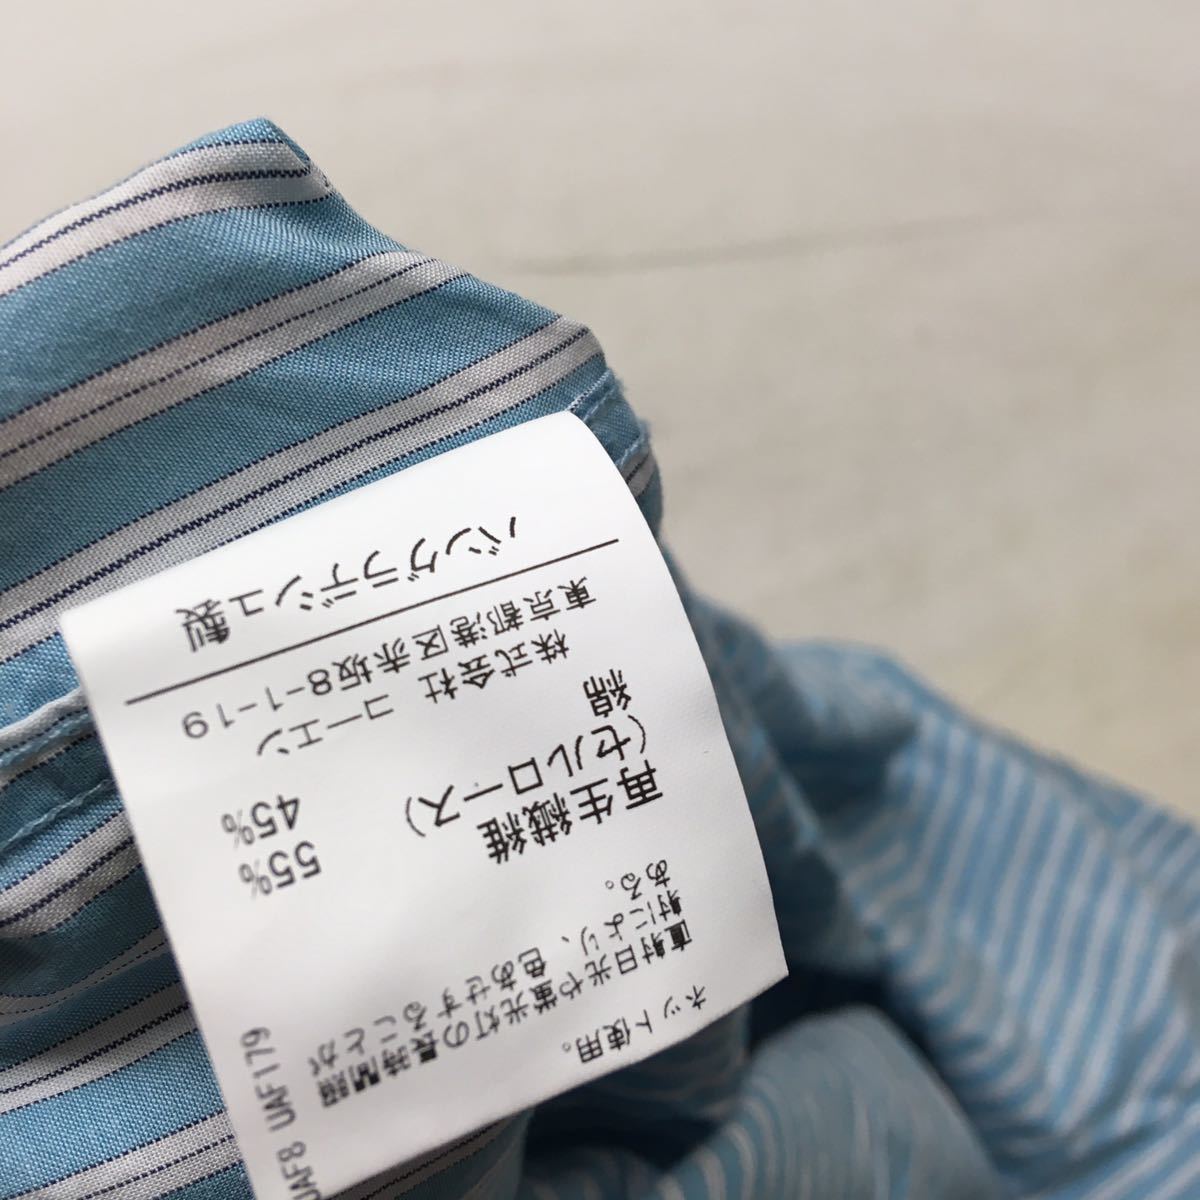 ネット使用。
直射日光や蛍光灯の長時間照
射により、色あせすることが
ある。
再生繊維 55%
(セルロース)
綿 45%
株式会社 コーエン
東京都港区赤坂8-1-19
バングラデシュ製
UAF8 UAF179